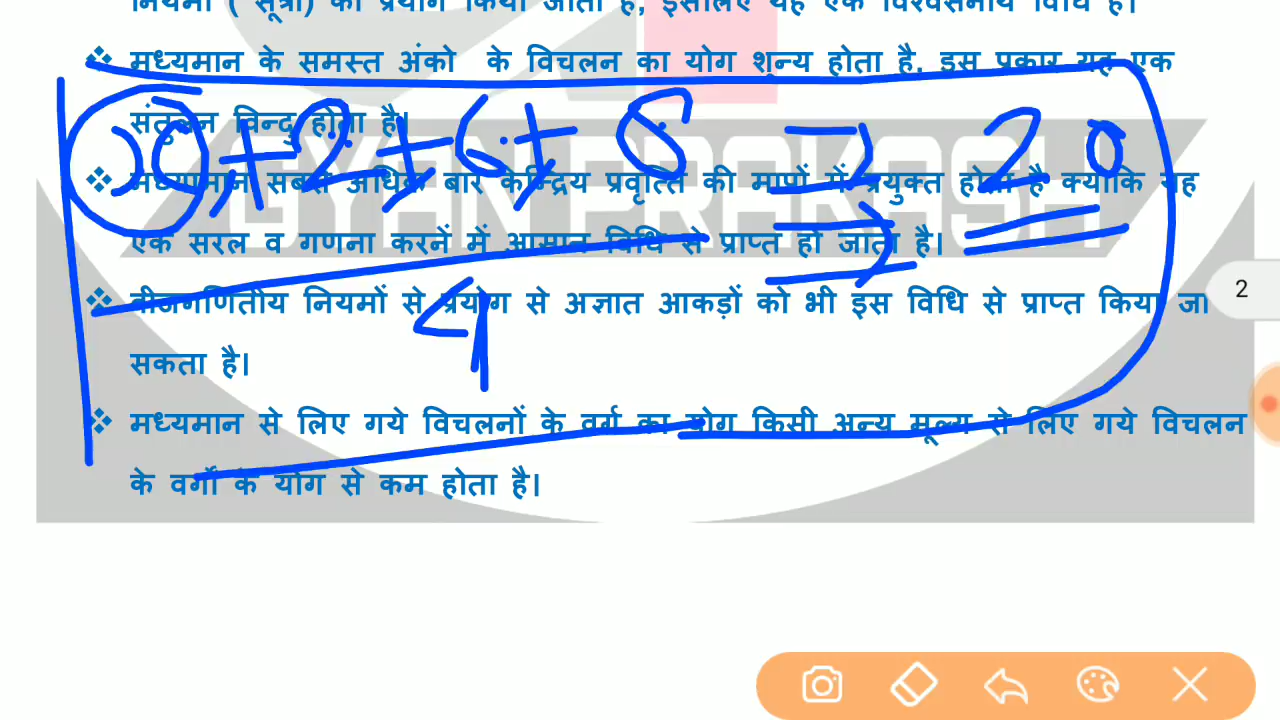 नियमों ( सूत्रों) का प्रयोग किया जाता है, इसलिए यह एक विश्वसनीय विधि है।
❖ मध्यमान के समस्त अंको के विचलन का योग शून्य होता है, इस प्रकार यह एक
संतुलन विन्दु होता है।
❖ मध्यमान सबसे अधिक बार केन्द्रिय प्रवृत्ति की मापों में प्रयुक्त होता है क्योंकि यह
एक सरल व गणना करनें में आसान विधि से प्राप्त हो जाता है।
❖ बीजगणितीय नियमों से प्रयोग से अज्ञात आकड़ों को भी इस विधि से प्राप्त किया जा
सकता है।
❖ मध्यमान से लिए गये विचलनों के वर्ग का योग किसी अन्य मूल्य से लिए गये विचलन
के वर्गों के योग से कम होता है।
GYAN PRAKASH
+ 2 + 6 + 8 20
4
2